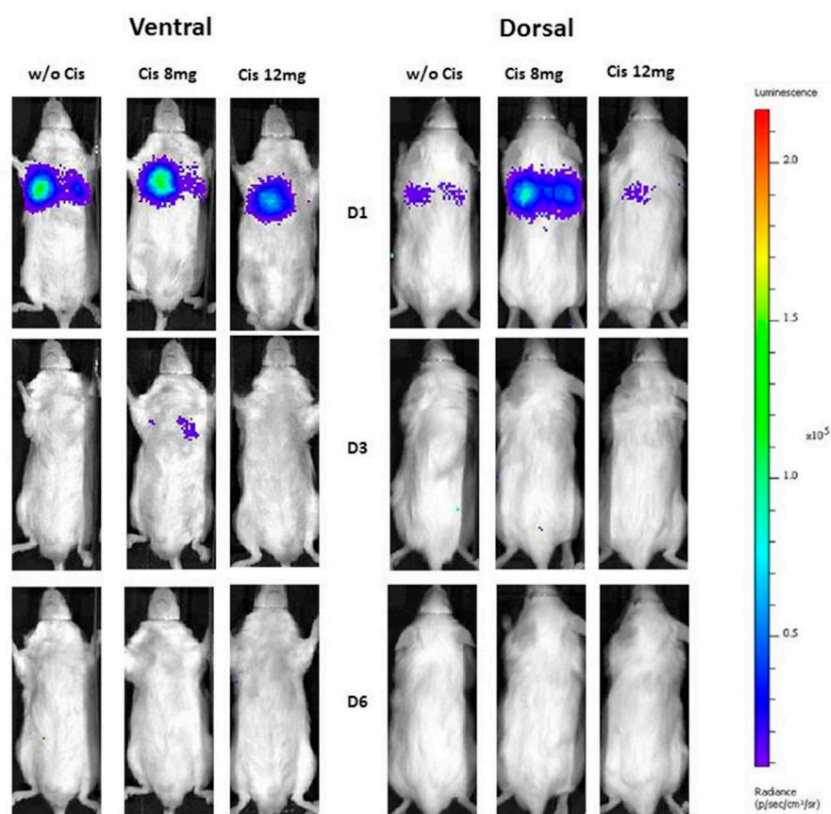 Ventral
Dorsal
w/o Cis
Cis 8mg
Cis 12mg
w/o Cis
Cis 8mg
Cis 12mg
Luminescence
2.0
D1
1.5
D3
x10⁵
1.0
0.5
D6
Radiance
(p/sec/cm²/sr)